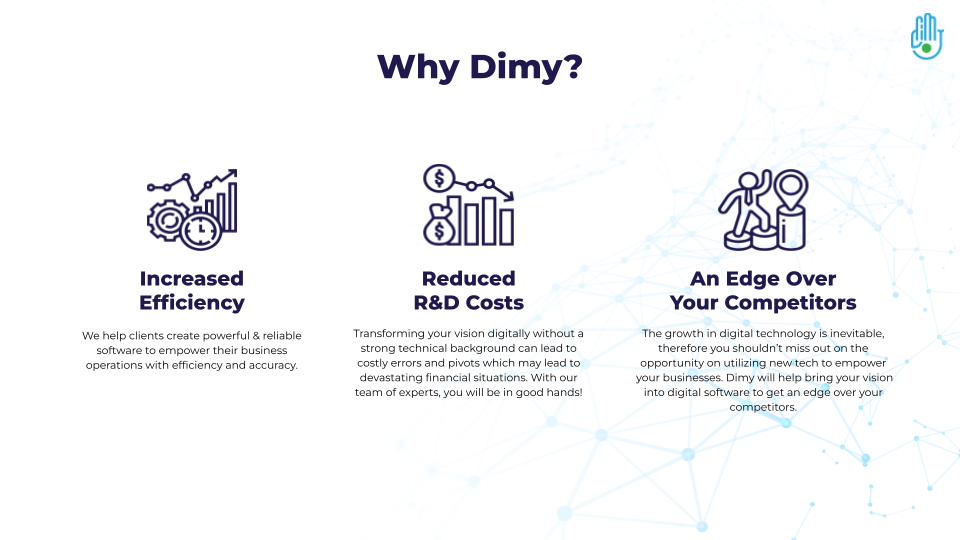 Why Dimy?
Increased
Efficiency
We help clients create powerful & reliable
software to empower their business
operations with efficiency and accuracy.
Reduced
R&D Costs
Transforming your vision digitally without a
strong technical background can lead to
costly errors and pivots which may lead to
devastating financial situations. With our
team of experts, you will be in good hands!
An Edge Over
Your Competitors
The growth in digital technology is inevitable,
therefore you shouldn't miss out on the
opportunity on utilizing new tech to empower
your businesses. Dimy will help bring your vision
into digital software to get an edge over your
competitors.